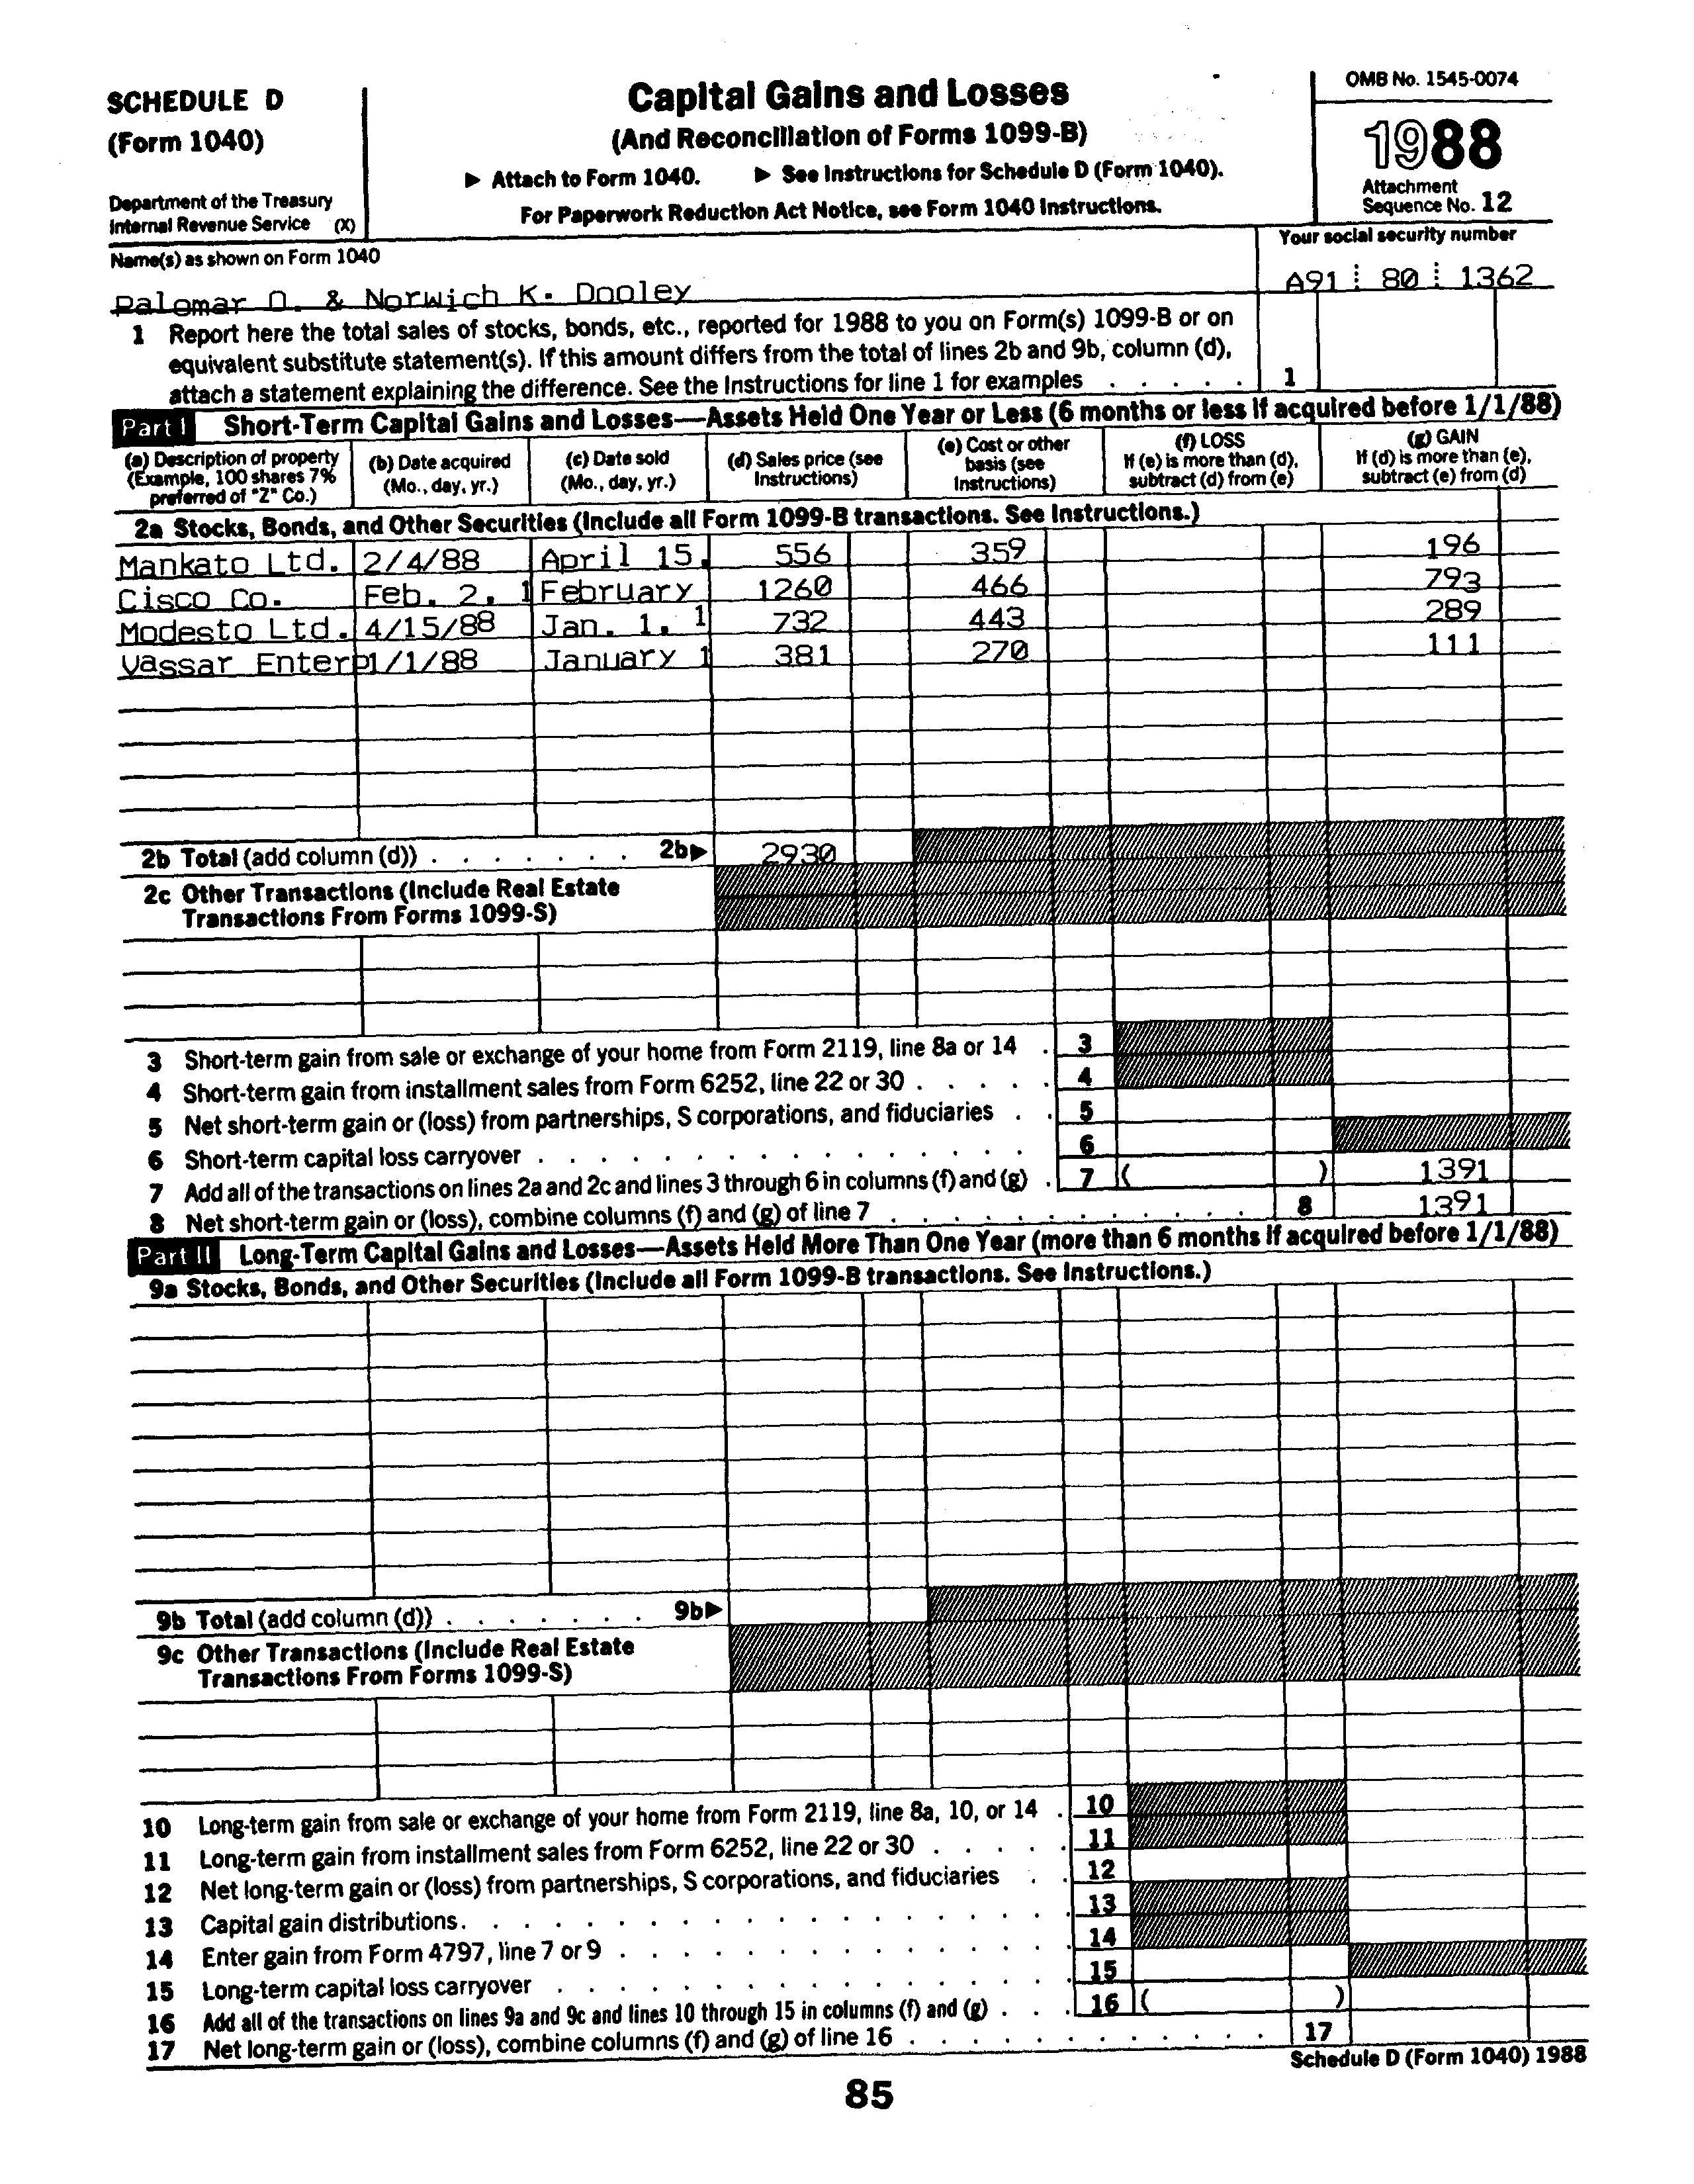 SCHEDULE D
(Form 1040)
Department of the Treasury
Internal Revenue Service (X)
Capital Gains and Losses
(And Reconciliation of Forms 1099-B)
▶ Attach to Form 1040. ▶ See Instructions for Schedule D (Form 1040).
For Paperwork Reduction Act Notice, see Form 1040 Instructions.
OMB No. 1545-0074
1988
Attachment
Sequence No. 12
Name(s) as shown on Form 1040
Your social security number
Palomar O. & Norwich K. Dooley
A91 80 1362
1 Report here the total sales of stocks, bonds, etc., reported for 1988 to you on Form(s) 1099-B or on
equivalent substitute statement(s). If this amount differs from the total of lines 2b and 9b, column (d),
attach a statement explaining the difference. See the Instructions for line 1 for examples . . . . . 1
Part I Short-Term Capital Gains and Losses—Assets Held One Year or Less (6 months or less if acquired before 1/1/88)
(a) Description of property
(Example, 100 shares 7%
preferred of "Z" Co.)
(b) Date acquired
(Mo., day, yr.)
(c) Date sold
(Mo., day, yr.)
(d) Sales price (see
Instructions)
(e) Cost or other
basis (see
Instructions)
(f) LOSS
If (e) is more than (d),
subtract (d) from (e)
(g) GAIN
If (d) is more than (e),
subtract (e) from (d)
2a Stocks, Bonds, and Other Securities (Include all Form 1099-B transactions. See Instructions.)
Mankato Ltd. 2/4/88 April 15, 556 359 196
Cisco Co. Feb. 2, 1 February 1260 466 793
Modesto Ltd. 4/15/88 Jan. 1, 1 732 443 289
Vassar Enterp 1/1/88 January 1 381 270 111
2b Total (add column (d)) . . . . . . . 2b▶ 2930
2c Other Transactions (Include Real Estate
Transactions From Forms 1099-S)
3 Short-term gain from sale or exchange of your home from Form 2119, line 8a or 14 . 3
4 Short-term gain from installment sales from Form 6252, line 22 or 30 . . . . . 4
5 Net short-term gain or (loss) from partnerships, S corporations, and fiduciaries . . 5
6 Short-term capital loss carryover . . . . . . . . . . . . . . . . 6
7 Add all of the transactions on lines 2a and 2c and lines 3 through 6 in columns (f) and (g) . 7 ( ) 1391
8 Net short-term gain or (loss), combine columns (f) and (g) of line 7 . . . . . . . . . . . . 8 1391
Part II Long-Term Capital Gains and Losses—Assets Held More Than One Year (more than 6 months if acquired before 1/1/88)
9a Stocks, Bonds, and Other Securities (Include all Form 1099-B transactions. See Instructions.)
9b Total (add column (d)) . . . . . . . 9b▶
9c Other Transactions (Include Real Estate
Transactions From Forms 1099-S)
10 Long-term gain from sale or exchange of your home from Form 2119, line 8a, 10, or 14 . 10
11 Long-term gain from installment sales from Form 6252, line 22 or 30 . . . . . 11
12 Net long-term gain or (loss) from partnerships, S corporations, and fiduciaries . . 12
13 Capital gain distributions. . . . . . . . . . . . . . . . . . . 13
14 Enter gain from Form 4797, line 7 or 9 . . . . . . . . . . . . . . 14
15 Long-term capital loss carryover . . . . . . . . . . . . . . . . 15
16 Add all of the transactions on lines 9a and 9c and lines 10 through 15 in columns (f) and (g) . . . 16 ( )
17 Net long-term gain or (loss), combine columns (f) and (g) of line 16 . . . . . . . . . . . . 17
Schedule D (Form 1040) 1988
85